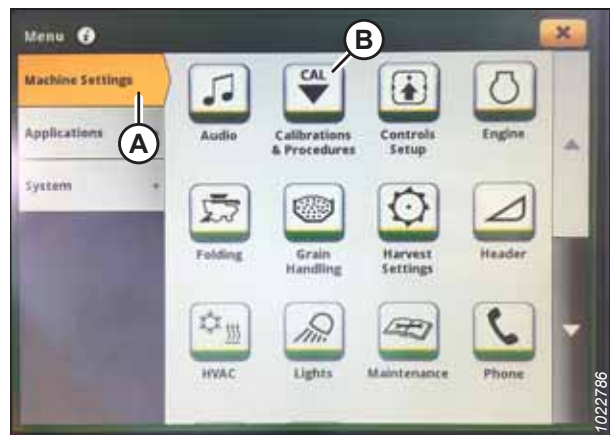 Menu i
B
Machine Settings
A
Applications
System +
CAL
Audio
Calibrations
& Procedures
Controls
Setup
Engine
Folding
Grain
Handling
Harvest
Settings
Header
HVAC
Lights
Maintenance
Phone
1022786